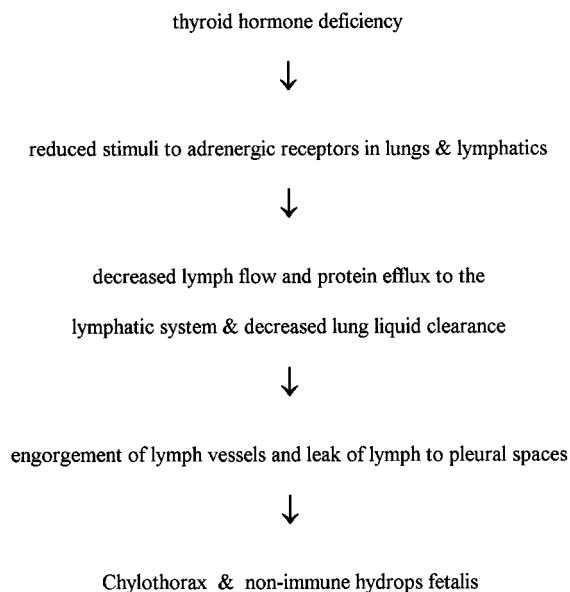 thyroid hormone deficiency
↓
reduced stimuli to adrenergic receptors in lungs & lymphatics
↓
decreased lymph flow and protein efflux to the
lymphatic system & decreased lung liquid clearance
↓
engorgement of lymph vessels and leak of lymph to pleural spaces
↓
Chylothorax & non-immune hydrops fetalis